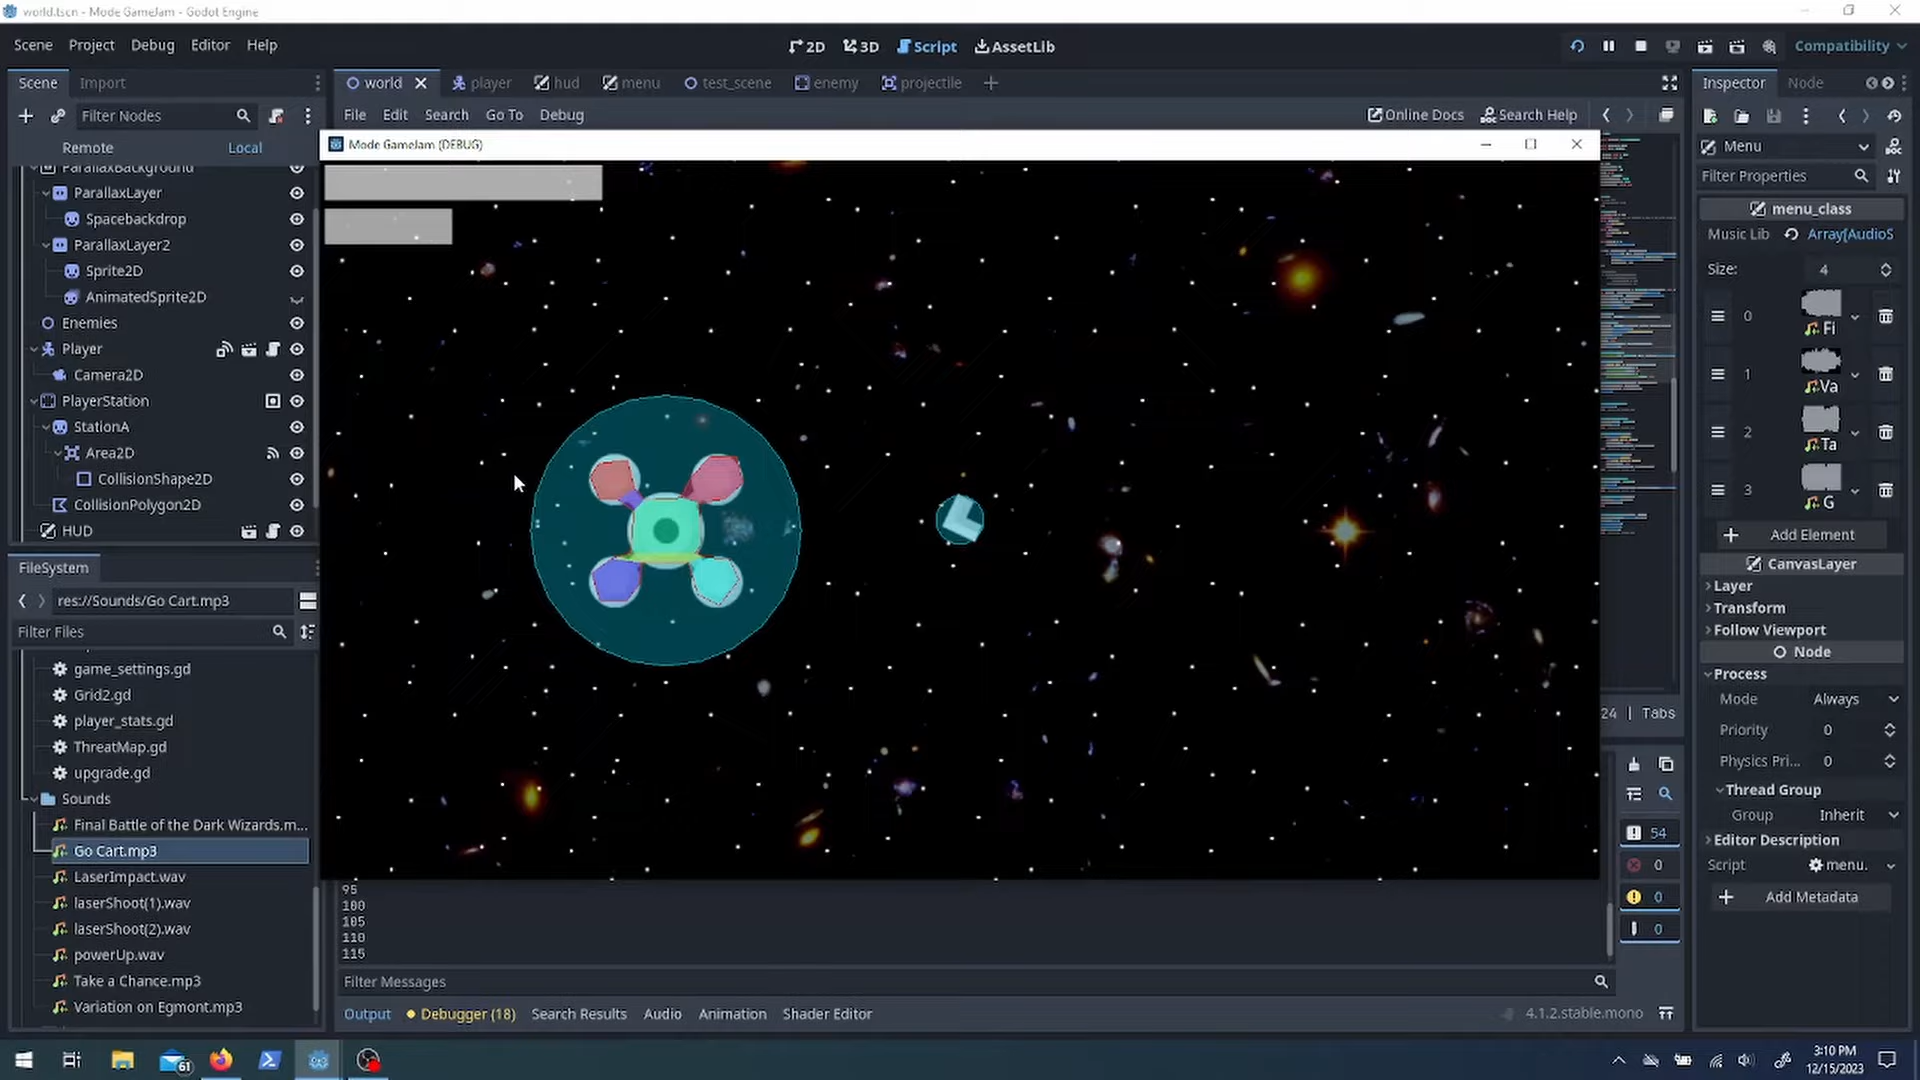 world.tscn - Mode GameJam - Godot Engine
Scene Project Debug Editor Help
2D 3D Script AssetLib
Compatibility
Scene Import
world player hud menu test_scene enemy projectile
Inspector Node
Filter Nodes
File Edit Search Go To Debug
Online Docs Search Help
Remote Local
Mode GameJam (DEBUG)
Menu
Filter Properties
ParallaxBackground
ParallaxLayer
Spacebackdrop
ParallaxLayer2
Sprite2D
AnimatedSprite2D
Enemies
Player
Camera2D
PlayerStation
StationA
Area2D
CollisionShape2D
CollisionPolygon2D
HUD
menu_class
Music Lib Array[AudioS
Size: 4
0 Fi
1 Va
2 Ta
3 G
Add Element
CanvasLayer
Layer
Transform
Follow Viewport
Node
Process
Mode Always
Priority 0
Physics Pri... 0
Thread Group
Group Inherit
Editor Description
Script menu.
Add Metadata
FileSystem
res://Sounds/Go Cart.mp3
Filter Files
game_settings.gd
Grid2.gd
player_stats.gd
ThreatMap.gd
upgrade.gd
Sounds
Final Battle of the Dark Wizards.m...
Go Cart.mp3
LaserImpact.wav
laserShoot(1).wav
laserShoot(2).wav
powerUp.wav
Take a Chance.mp3
Variation on Egmont.mp3
24 | Tabs
54
0
0
0
95
100
105
110
115
Filter Messages
Output Debugger (18) Search Results Audio Animation Shader Editor
4.1.2.stable.mono
61
3:10 PM
12/15/2023